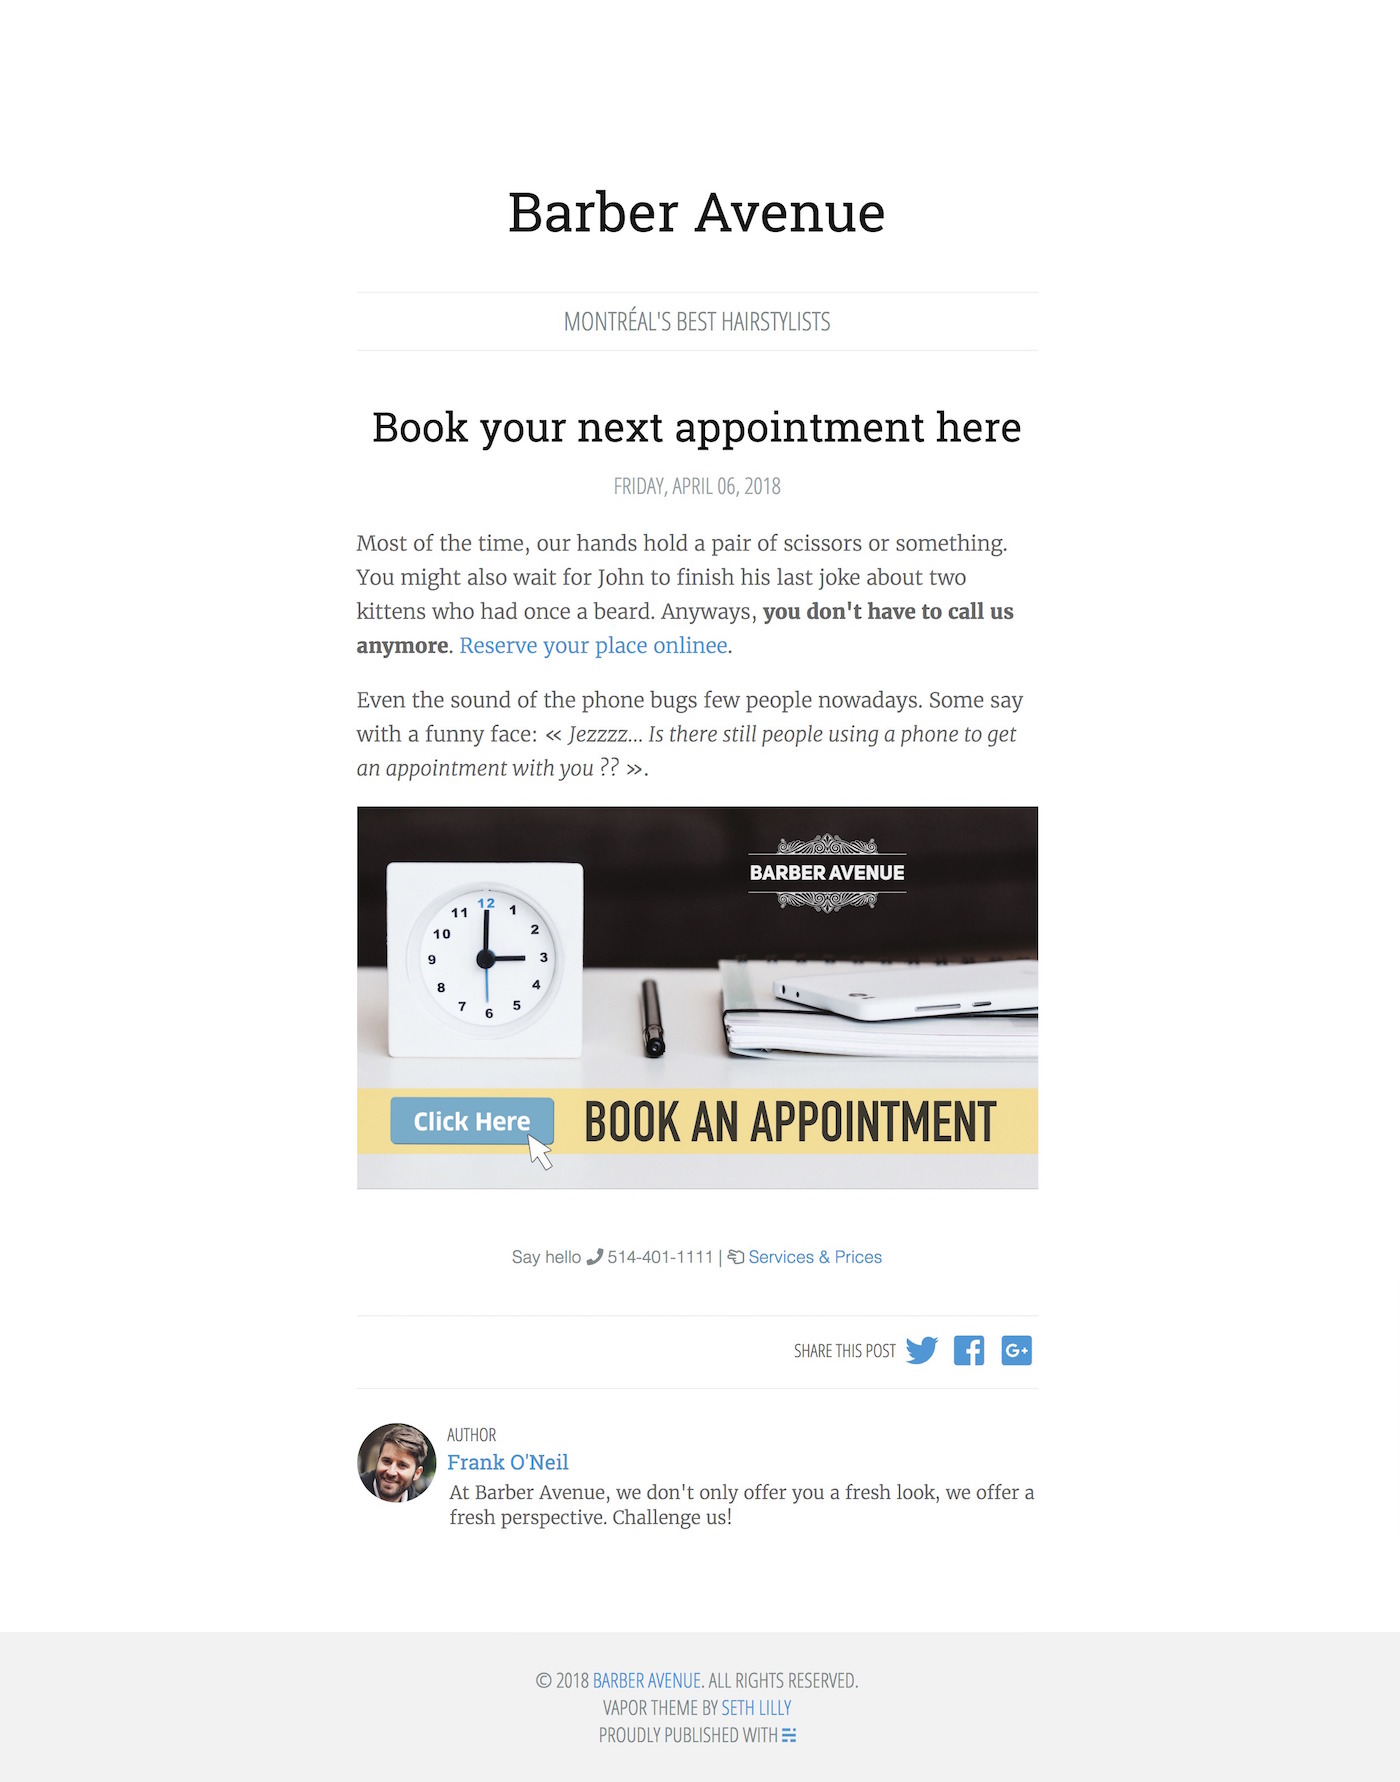 Barber Avenue
MONTRÉAL'S BEST HAIRSTYLISTS
Book your next appointment here
FRIDAY, APRIL 06, 2018
Most of the time, our hands hold a pair of scissors or something.
You might also wait for John to finish his last joke about two
kittens who had once a beard. Anyways, you don't have to call us
anymore. Reserve your place onlinee.
Even the sound of the phone bugs few people nowadays. Some say
with a funny face: « Jezzzz... Is there still people using a phone to get
an appointment with you ?? ».
BARBER AVENUE
12
11
1
10
2
9
3
8
4
7
5
6
Click Here
BOOK AN APPOINTMENT
Say hello 514-401-1111 | Services & Prices
SHARE THIS POST
G+
AUTHOR
Frank O'Neil
At Barber Avenue, we don't only offer you a fresh look, we offer a
fresh perspective. Challenge us!
© 2018 BARBER AVENUE. ALL RIGHTS RESERVED.
VAPOR THEME BY SETH LILLY
PROUDLY PUBLISHED WITH